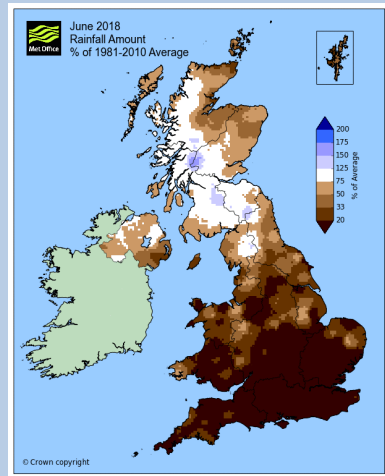 Met Office
June 2018
Rainfall Amount
% of 1981-2010 Average
200
175
150
125
75
50
33
20
% of Average
© Crown copyright